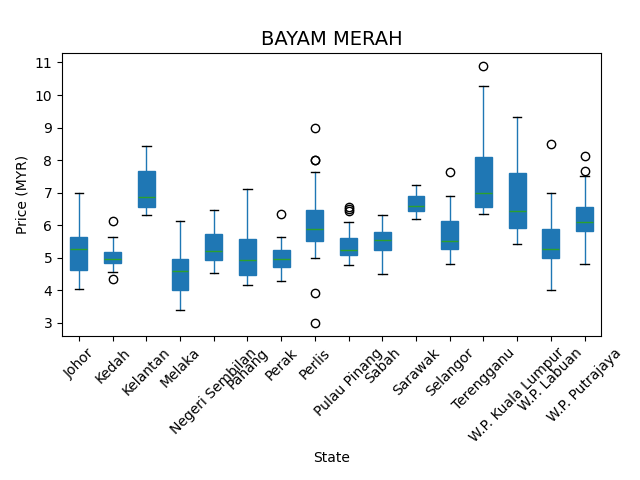 BAYAM MERAH
Price (MYR)
11
10
9
8
7
6
5
4
3
Johor
Kedah
Kelantan
Melaka
Negeri Sembilan
Pahang
Perak
Perlis
Pulau Pinang
Sabah
Sarawak
Selangor
Terengganu
W.P. Kuala Lumpur
W.P. Labuan
W.P. Putrajaya
State